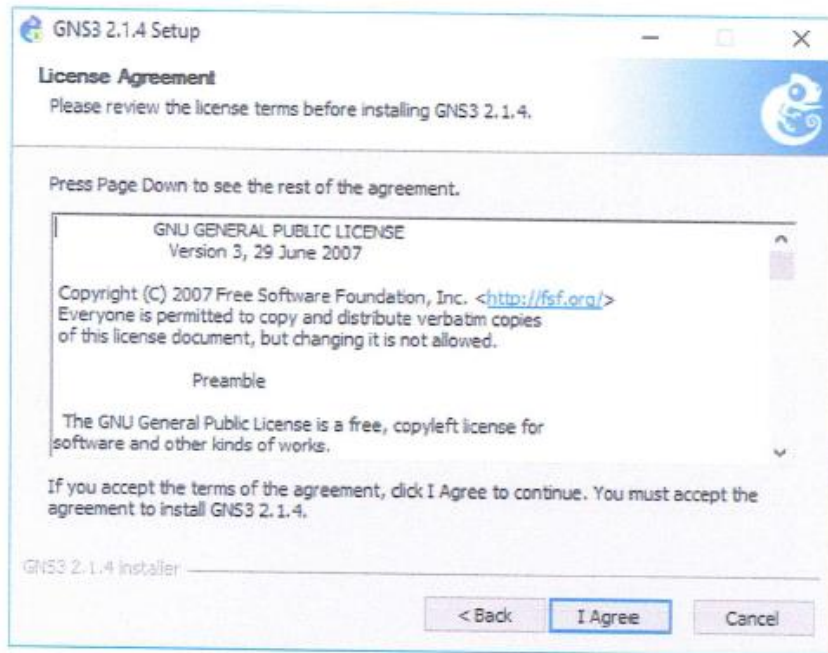 GNS3 2.1.4 Setup
License Agreement
Please review the license terms before installing GNS3 2.1.4.
Press Page Down to see the rest of the agreement.
GNU GENERAL PUBLIC LICENSE
Version 3, 29 June 2007
Copyright (C) 2007 Free Software Foundation, Inc. <http://fsf.org/>
Everyone is permitted to copy and distribute verbatim copies
of this license document, but changing it is not allowed.
Preamble
The GNU General Public License is a free, copyleft license for
software and other kinds of works.
If you accept the terms of the agreement, click I Agree to continue. You must accept the
agreement to install GNS3 2.1.4.
GNS3 2.1.4 installer
< Back I Agree Cancel